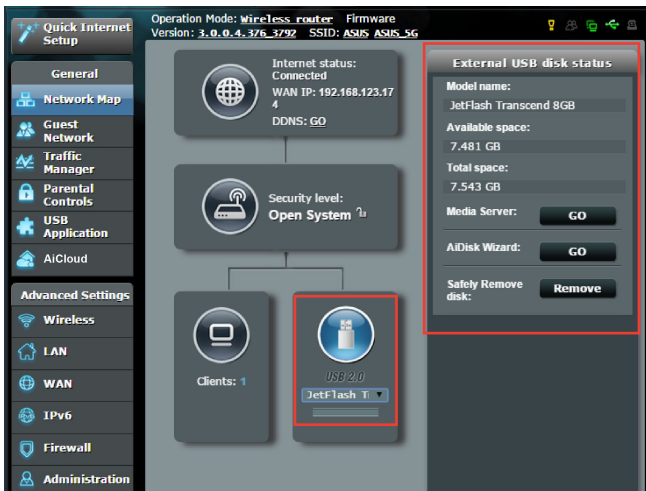 Quick Internet
Setup
Operation Mode: Wireless router Firmware
Version: 3.0.0.4.376_3792 SSID: ASUS ASUS_5G
General
Network Map
Guest
Network
Traffic
Manager
Parental
Controls
USB
Application
AiCloud
Advanced Settings
Wireless
LAN
WAN
IPv6
Firewall
Administration
Internet status:
Connected
WAN IP: 192.168.123.17
4
DDNS: GO
Security level:
Open System
Clients: 1
USB 2.0
JetFlash T
External USB disk status
Model name:
JetFlash Transcend 8GB
Available space:
7.481 GB
Total space:
7.543 GB
Media Server: GO
AiDisk Wizard: GO
Safely Remove
disk: Remove